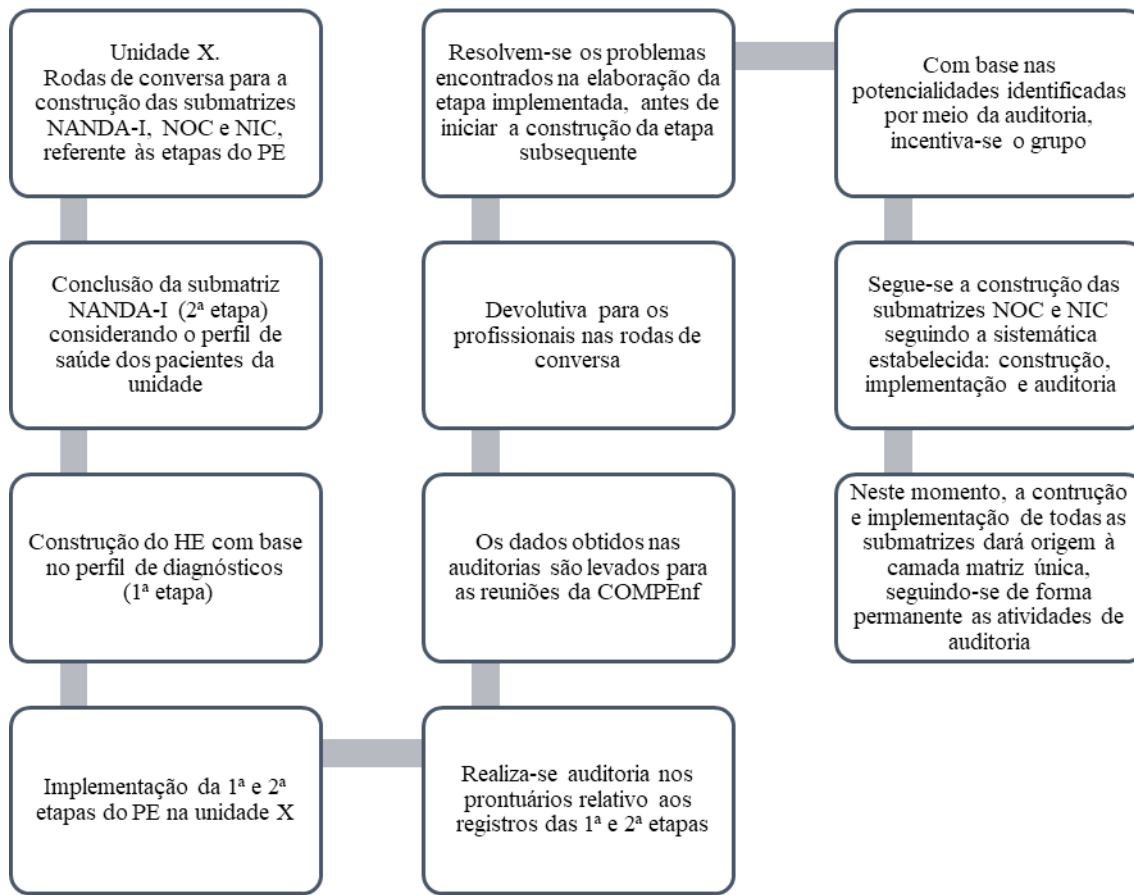 Unidade X.
Rodas de conversa para a
construção das submatrizes
NANDA-I, NOC e NIC,
referente às etapas do PE
Conclusão da submatriz
NANDA-I (2ª etapa)
considerando o perfil de
saúde dos pacientes da
unidade
Construção do HE com base
no perfil de diagnósticos
(1ª etapa)
Implementação da 1ª e 2ª
etapas do PE na unidade X
Realiza-se auditoria nos
prontuários relativo aos
registros das 1ª e 2ª etapas
Os dados obtidos nas
auditorias são levados para
as reuniões da COMPEnf
Devolutiva para os
profissionais nas rodas de
conversa
Resolvem-se os problemas
encontrados na elaboração da
etapa implementada, antes de
iniciar a construção da etapa
subsequente
Com base nas
potencialidades identificadas
por meio da auditoria,
incentiva-se o grupo
Segue-se a construção das
submatrizes NOC e NIC
seguindo a sistemática
estabelecida: construção,
implementação e auditoria
Neste momento, a contrução
e implementação de todas as
submatrizes dará origem à
camada matriz única,
seguindo-se de forma
permanente as atividades de
auditoria